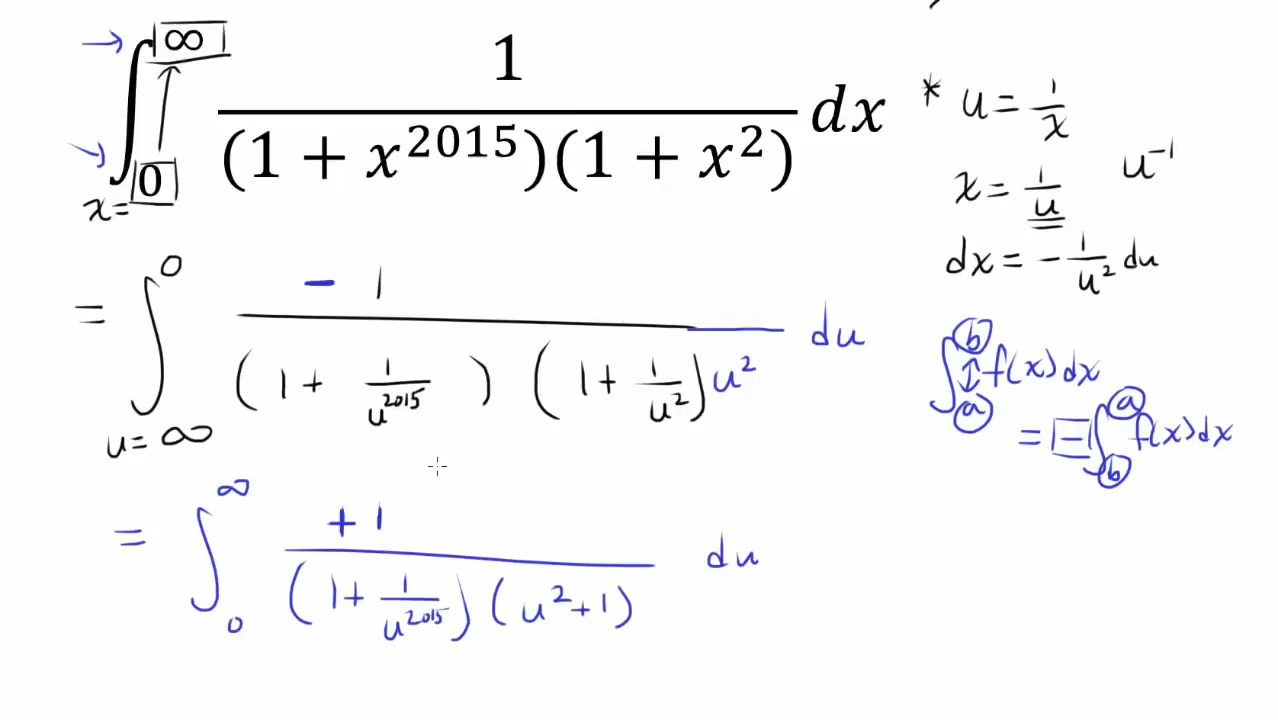 ∫₀^∞ 1/((1 + x^2015)(1 + x^2)) dx
x=
* u = 1/x
x = 1/u
u^-1
dx = -1/u^2 du
= ∫_{u=∞}^0 -1/((1 + 1/u^2015)(1 + 1/u^2)u^2) du
∫_a^b f(x)dx
= -∫_b^a f(x)dx
= ∫_0^∞ +1/((1 + 1/u^2015)(u^2+1)) du